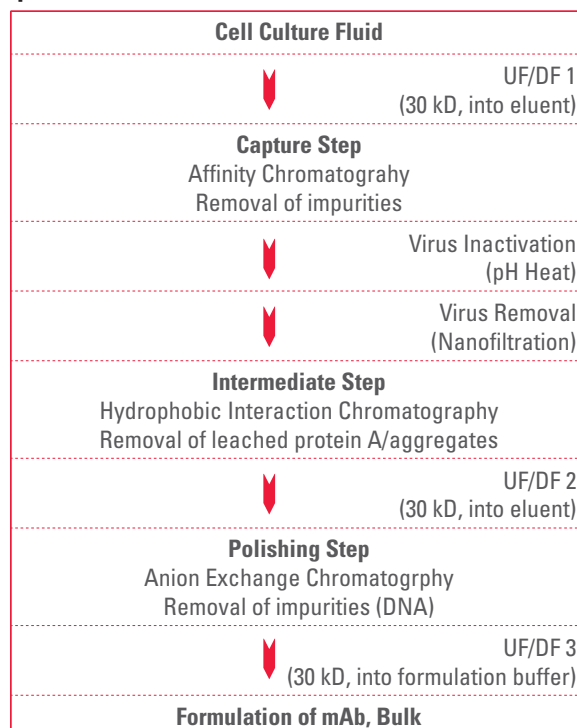 Cell Culture Fluid
UF/DF 1
(30 kD, into eluent)
Capture Step
Affinity Chromatograhy
Removal of impurities
Virus Inactivation
(pH Heat)
Virus Removal
(Nanofiltration)
Intermediate Step
Hydrophobic Interaction Chromatography
Removal of leached protein A/aggregates
UF/DF 2
(30 kD, into eluent)
Polishing Step
Anion Exchange Chromatogrphy
Removal of impurities (DNA)
UF/DF 3
(30 kD, into formulation buffer)
Formulation of mAb, Bulk